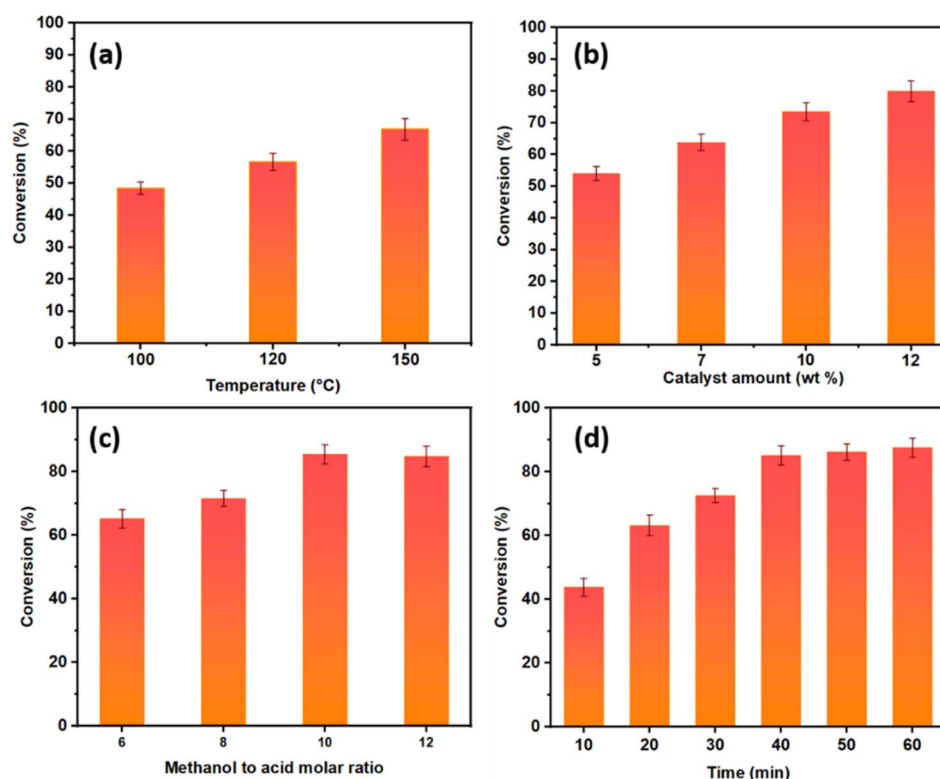 (a)
Conversion (%)
100
90
80
70
60
50
40
30
20
10
0
100 120 150
Temperature (°C)
(b)
Conversion (%)
100
90
80
70
60
50
40
30
20
10
0
5 7 10 12
Catalyst amount (wt %)
(c)
Conversion (%)
100
80
60
40
20
0
6 8 10 12
Methanol to acid molar ratio
(d)
Conversion (%)
100
80
60
40
20
0
10 20 30 40 50 60
Time (min)